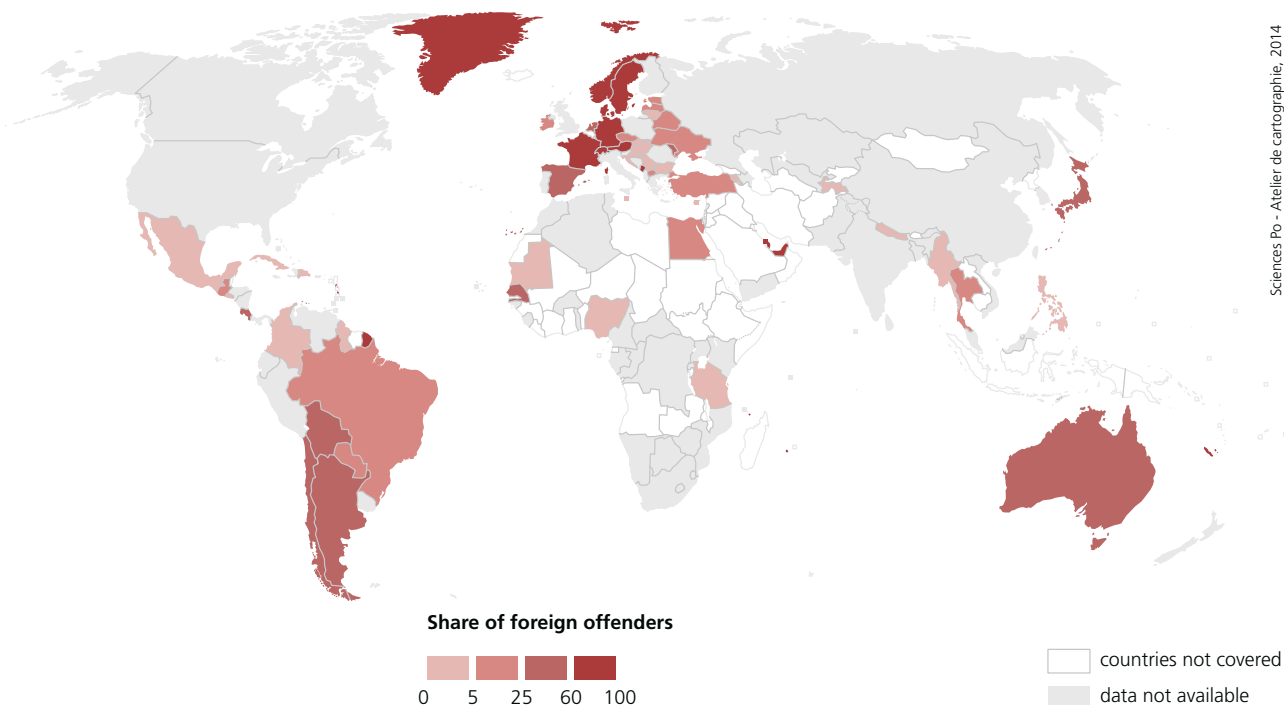 Sciences Po - Atelier de cartographie, 2014
Share of foreign offenders
0 5 25 60 100
countries not covered
data not available